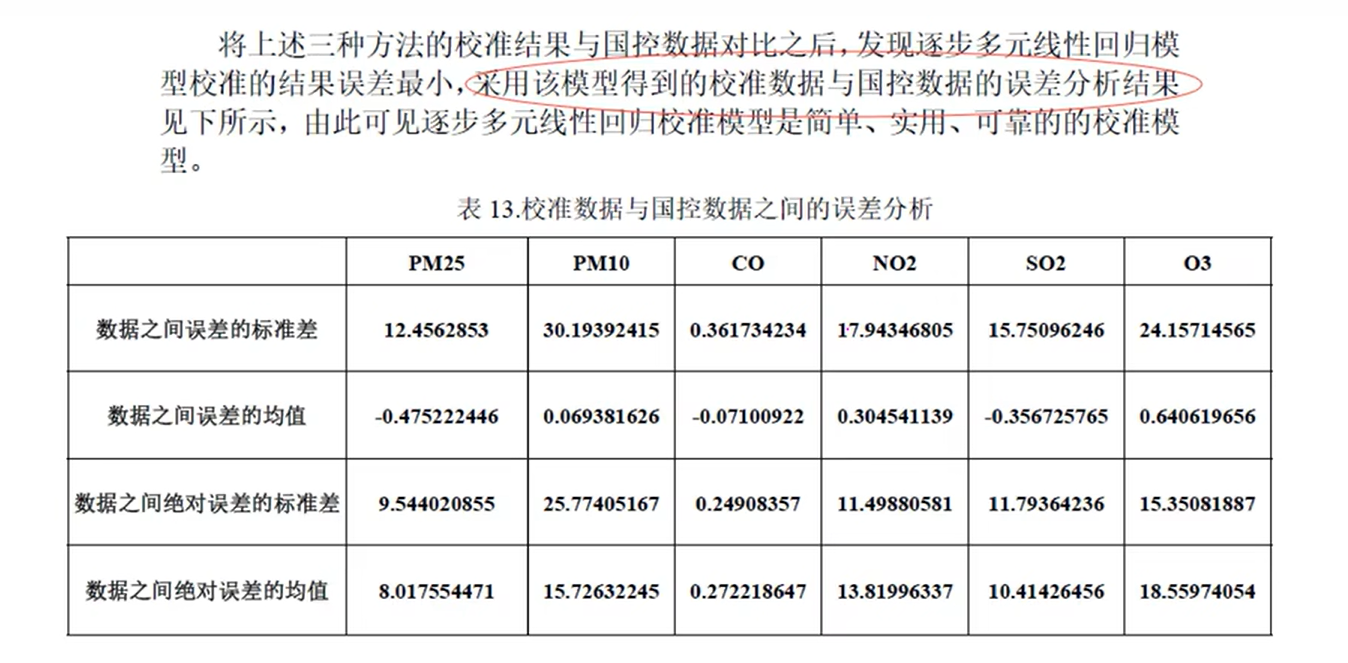 将上述三种方法的校准结果与国控数据对比之后，发现逐步多元线性回归模
型校准的结果误差最小，采用该模型得到的校准数据与国控数据的误差分析结果
见下所示，由此可见逐步多元线性回归校准模型是简单、实用、可靠的的校准模
型。
表 13.校准数据与国控数据之间的误差分析
PM25 PM10 CO NO2 SO2 O3
数据之间误差的标准差 12.4562853 30.19392415 0.361734234 17.94346805 15.75096246 24.15714565
数据之间误差的均值 -0.475222446 0.069381626 -0.07100922 0.304541139 -0.356725765 0.640619656
数据之间绝对误差的标准差 9.544020855 25.77405167 0.24908357 11.49880581 11.79364236 15.35081887
数据之间绝对误差的均值 8.017554471 15.72632245 0.272218647 13.81996337 10.41426456 18.55974054